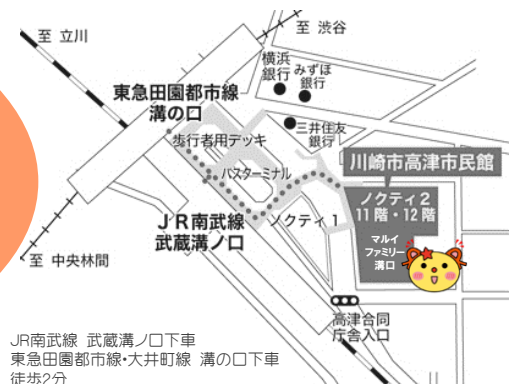 至 立川
至 渋谷
横浜
銀行
みずほ
銀行
東急田園都市線
溝の口
三井住友
銀行
歩行者用デッキ
バスターミナル
川崎市高津市民館
ノクティ2
11階・12階
JR南武線
武蔵溝ノ口
ノクティ1
マルイ
ファミリー
溝口
至 中央林間
高津合同
庁舎入口
JR南武線 武蔵溝ノ口下車
東急田園都市線・大井町線 溝の口下車
徒歩2分